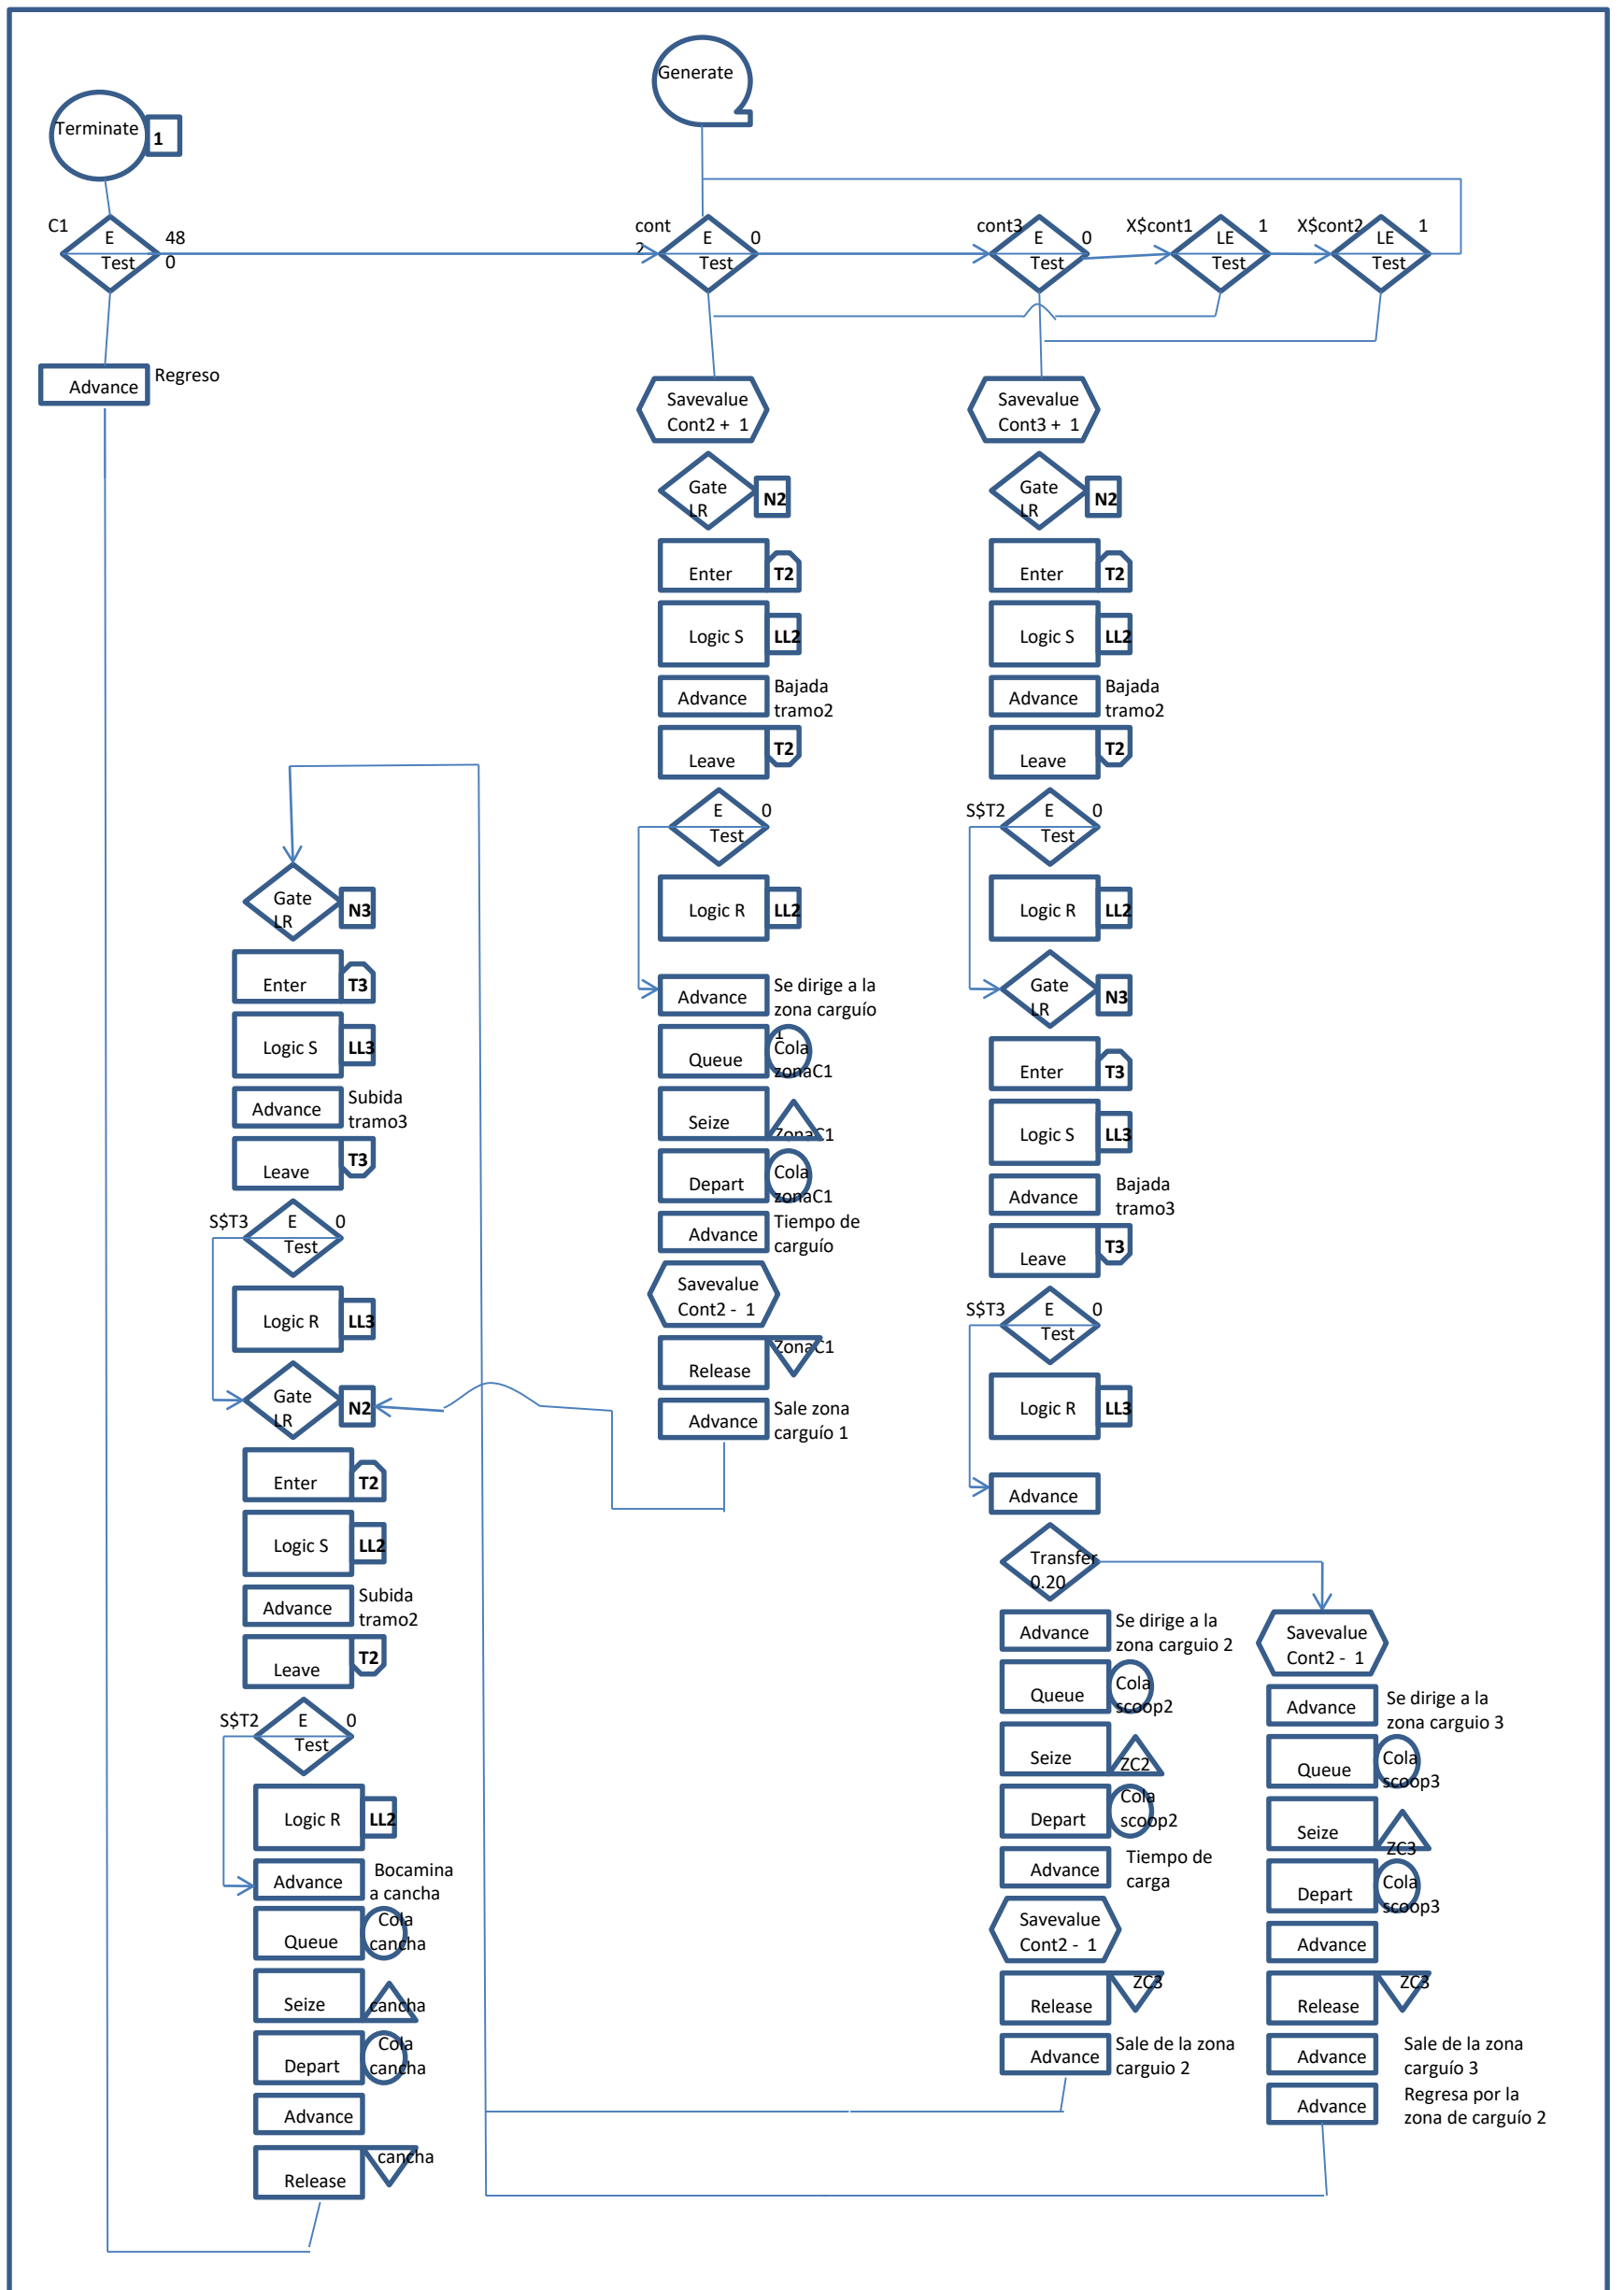 Generate
Terminate
1
C1
E
48
0
Test
cont
2
E
0
Test
cont3
E
0
Test
X$cont1
LE
1
Test
X$cont2
LE
1
Test
Advance
Regreso
Savevalue
Cont2 + 1
Gate
LR
N2
Enter
T2
Logic S
LL2
Advance
Bajada
tramo2
Leave
T2
E
0
Test
Logic R
LL2
Advance
Se dirige a la
zona carguío
1
Queue
Cola
zonaC1
Seize
ZonaC1
Depart
Cola
zonaC1
Advance
Tiempo de
carguío
Savevalue
Cont2 - 1
Release
ZonaC1
Advance
Sale zona
carguío 1
Savevalue
Cont3 + 1
Gate
LR
N2
Enter
T2
Logic S
LL2
Advance
Bajada
tramo2
Leave
T2
S$T2
E
0
Test
Logic R
LL2
Gate
LR
N3
Enter
T3
Logic S
LL3
Advance
Bajada
tramo3
Leave
T3
S$T3
E
0
Test
Logic R
LL3
Advance
Transfer
0.20
Advance
Se dirige a la
zona carguio 2
Queue
Cola
scoop2
Seize
ZC2
Depart
Cola
scoop2
Advance
Tiempo de
carga
Savevalue
Cont2 - 1
Release
ZC3
Advance
Sale de la zona
carguio 2
Savevalue
Cont2 - 1
Advance
Se dirige a la
zona carguio 3
Queue
Cola
scoop3
Seize
ZC3
Depart
Cola
scoop3
Advance
Release
ZC3
Advance
Sale de la zona
carguío 3
Advance
Regresa por la
zona de carguío 2
Gate
LR
N3
Enter
T3
Logic S
LL3
Advance
Subida
tramo3
Leave
T3
S$T3
E
0
Test
Logic R
LL3
Gate
LR
N2
Enter
T2
Logic S
LL2
Advance
Subida
tramo2
Leave
T2
S$T2
E
0
Test
Logic R
LL2
Advance
Bocamina
a cancha
Queue
Cola
cancha
Seize
cancha
Depart
Cola
cancha
Advance
Release
cancha